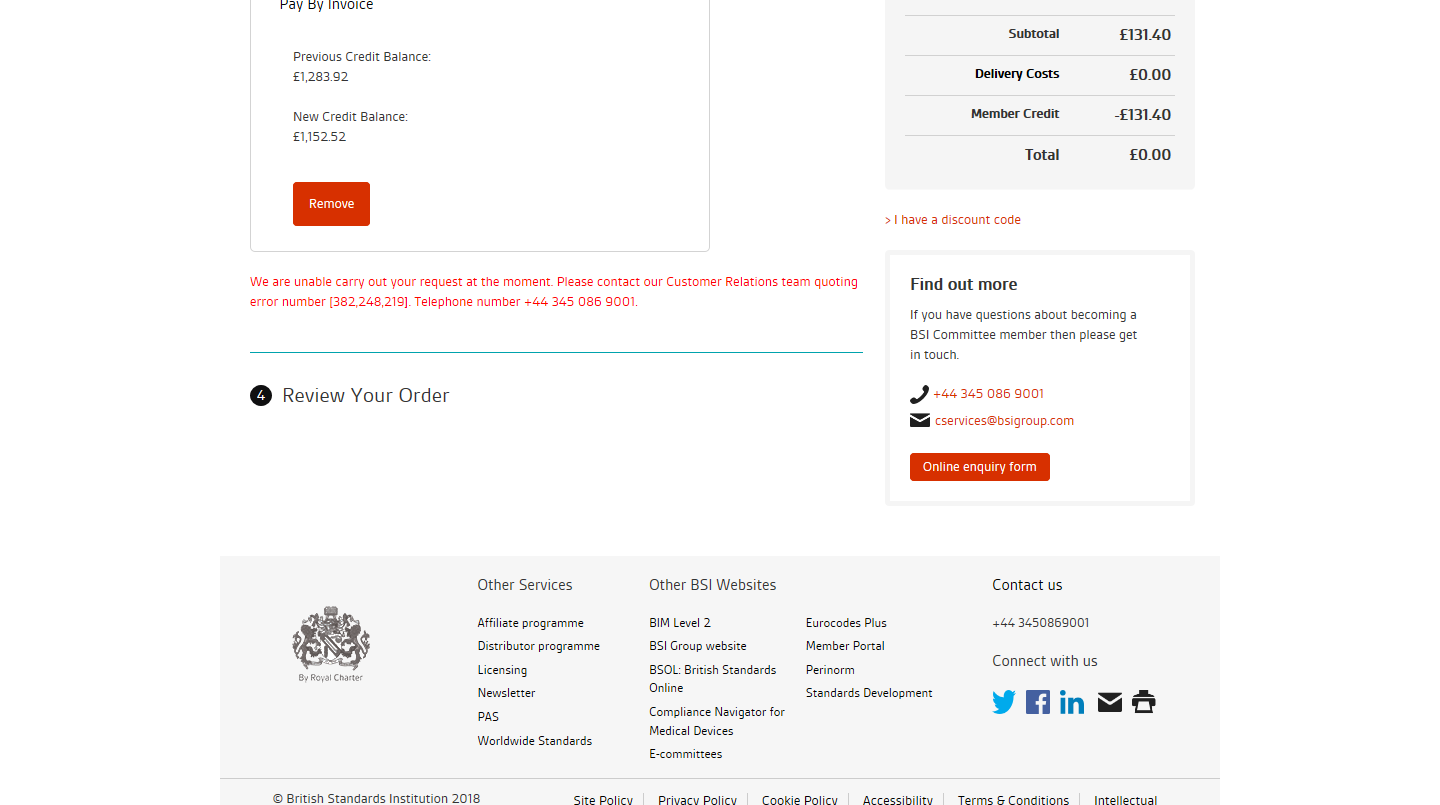 Pay By Invoice
Previous Credit Balance:
£1,283.92
New Credit Balance:
£1,152.52
Remove
We are unable carry out your request at the moment. Please contact our Customer Relations team quoting
error number [382,248,219]. Telephone number +44 345 086 9001.
4 Review Your Order
Subtotal £131.40
Delivery Costs £0.00
Member Credit -£131.40
Total £0.00
> I have a discount code
Find out more
If you have questions about becoming a
BSI Committee member then please get
in touch.
+44 345 086 9001
cservices@bsigroup.com
Online enquiry form
By Royal Charter
Other Services
Affiliate programme
Distributor programme
Licensing
Newsletter
PAS
Worldwide Standards
Other BSI Websites
BIM Level 2
BSI Group website
BSOL: British Standards
Online
Compliance Navigator for
Medical Devices
E-committees
Eurocodes Plus
Member Portal
Perinorm
Standards Development
Contact us
+44 3450869001
Connect with us
© British Standards Institution 2018
Site Policy Privacy Policy Cookie Policy Accessibility Terms & Conditions Intellectual